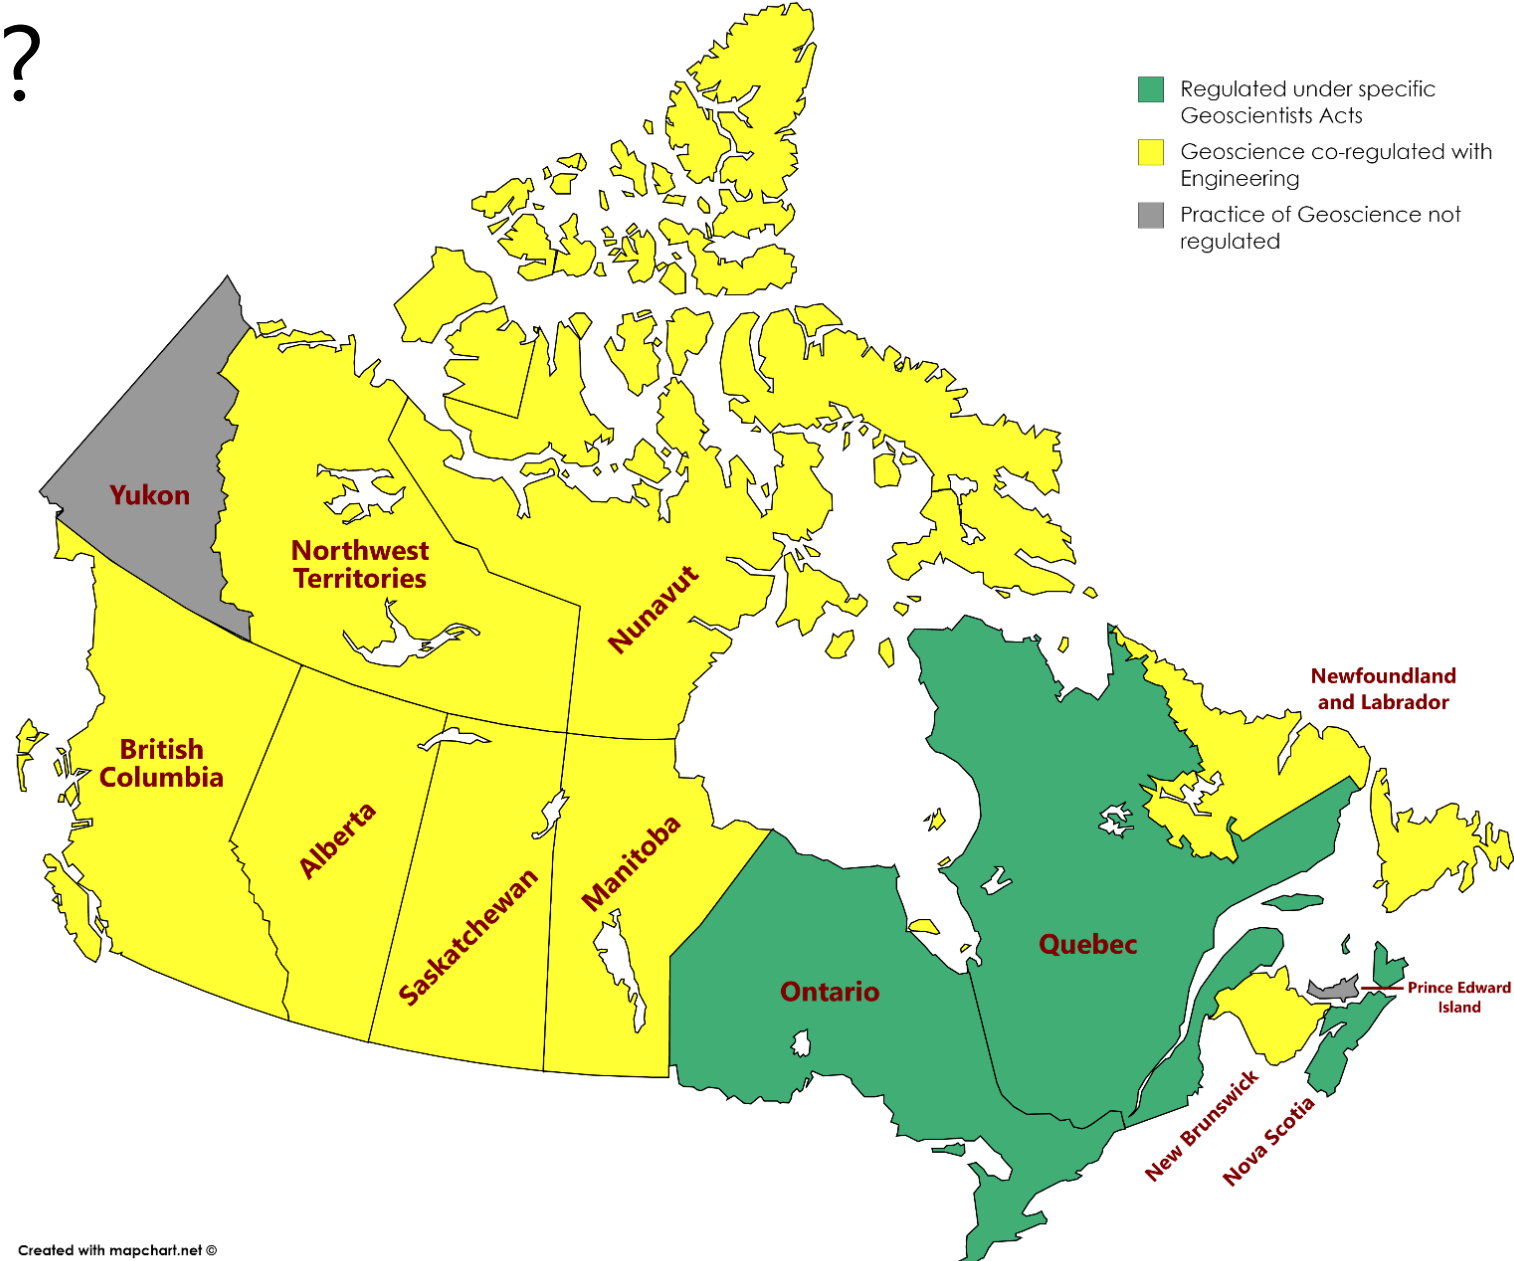 ?
Regulated under specific
Geoscientists Acts
Geoscience co-regulated with
Engineering
Practice of Geoscience not
regulated
Yukon
Northwest
Territories
Nunavut
British
Columbia
Alberta
Saskatchewan
Manitoba
Ontario
Quebec
Newfoundland
and Labrador
Prince Edward
Island
New Brunswick
Nova Scotia
Created with mapchart.net ©